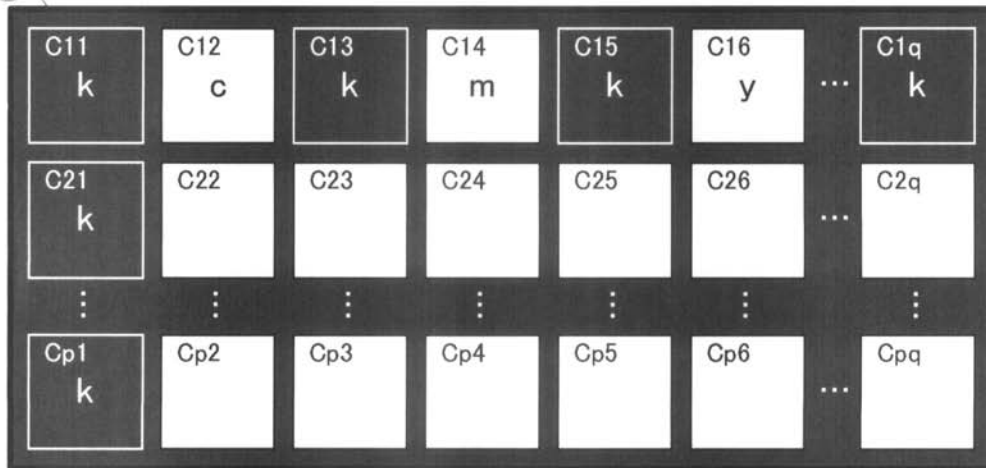 C11 C12 C13 C14 C15 C16 C1q
k c k m k y … k
C21 C22 C23 C24 C25 C26 C2q
k …
⋮ ⋮ ⋮ ⋮ ⋮ ⋮ ⋮
Cp1 Cp2 Cp3 Cp4 Cp5 Cp6 Cpq
k …